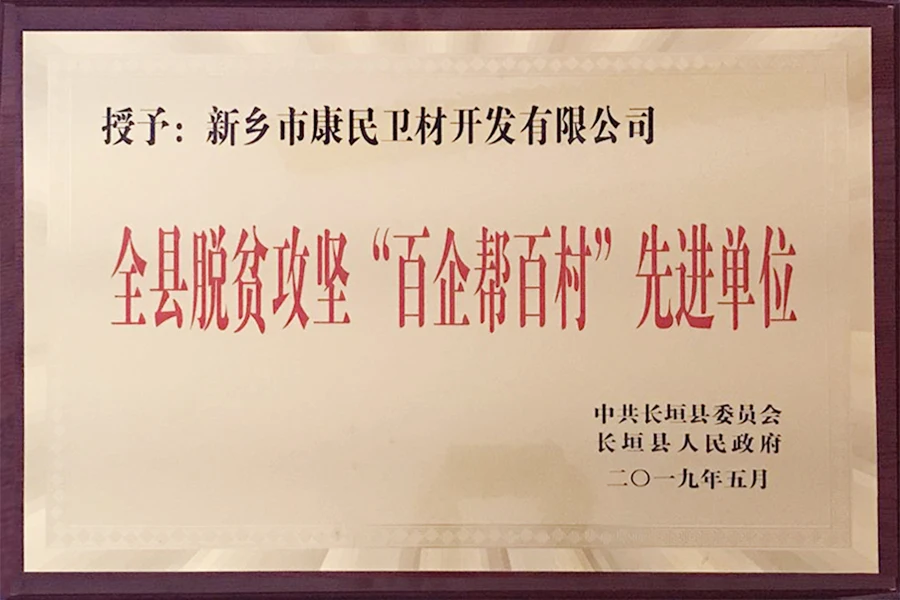 授予：新乡市康民卫材开发有限公司
全县脱贫攻坚“百企帮百村”先进单位
中共长垣县委员会
长垣县人民政府
二〇一九年五月